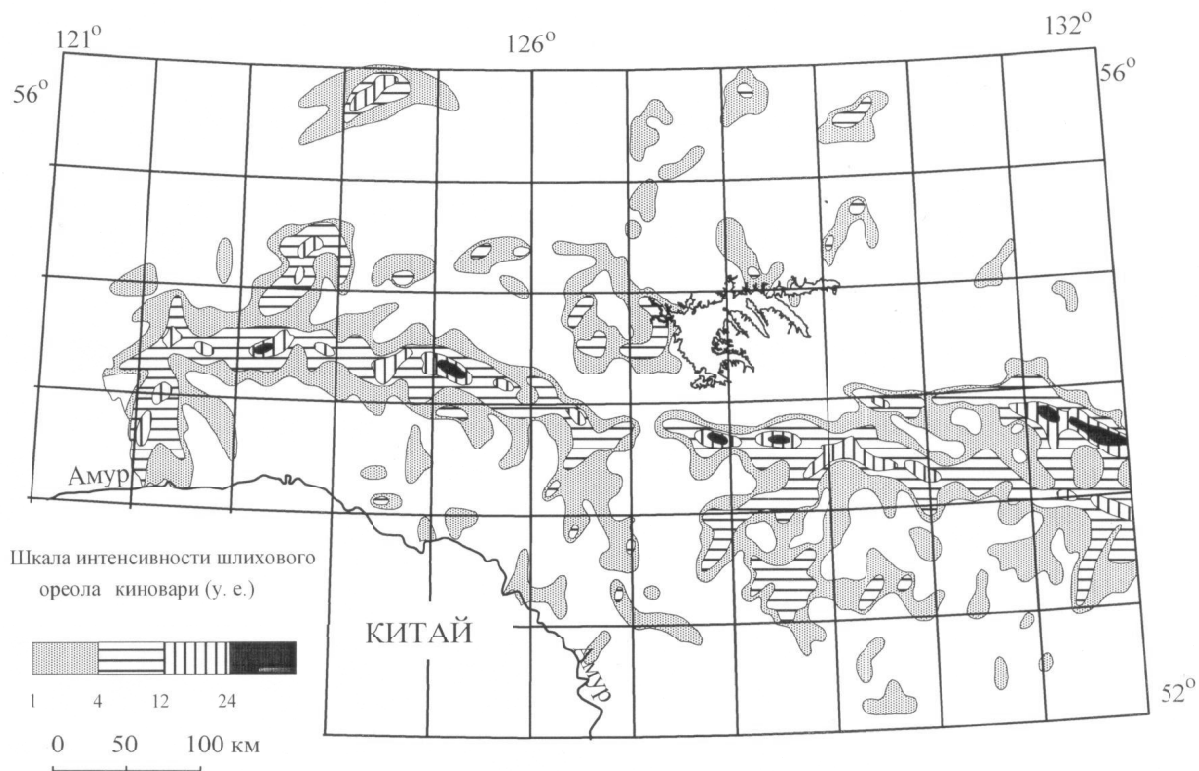 121°
126°
132°
56°
56°
Амур
Шкала интенсивности шлихового
ореола киновари (у. е.)
1 4 12 24
КИТАЙ
Амур
52°
0 50 100 км